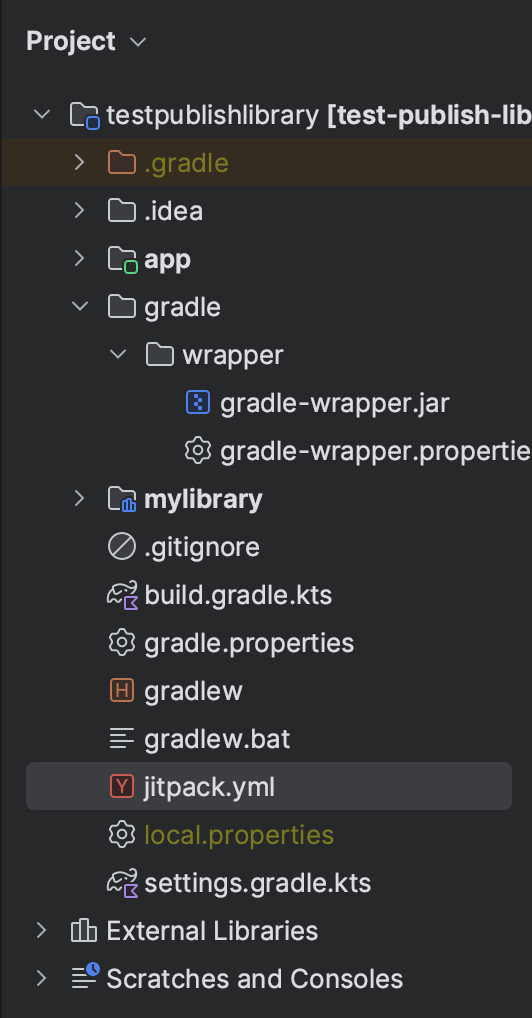 Project
testpublishlibrary [test-publish-lib
.gradle
.idea
app
gradle
wrapper
gradle-wrapper.jar
gradle-wrapper.propertie
mylibrary
.gitignore
build.gradle.kts
gradle.properties
gradlew
gradlew.bat
jitpack.yml
local.properties
settings.gradle.kts
External Libraries
Scratches and Consoles